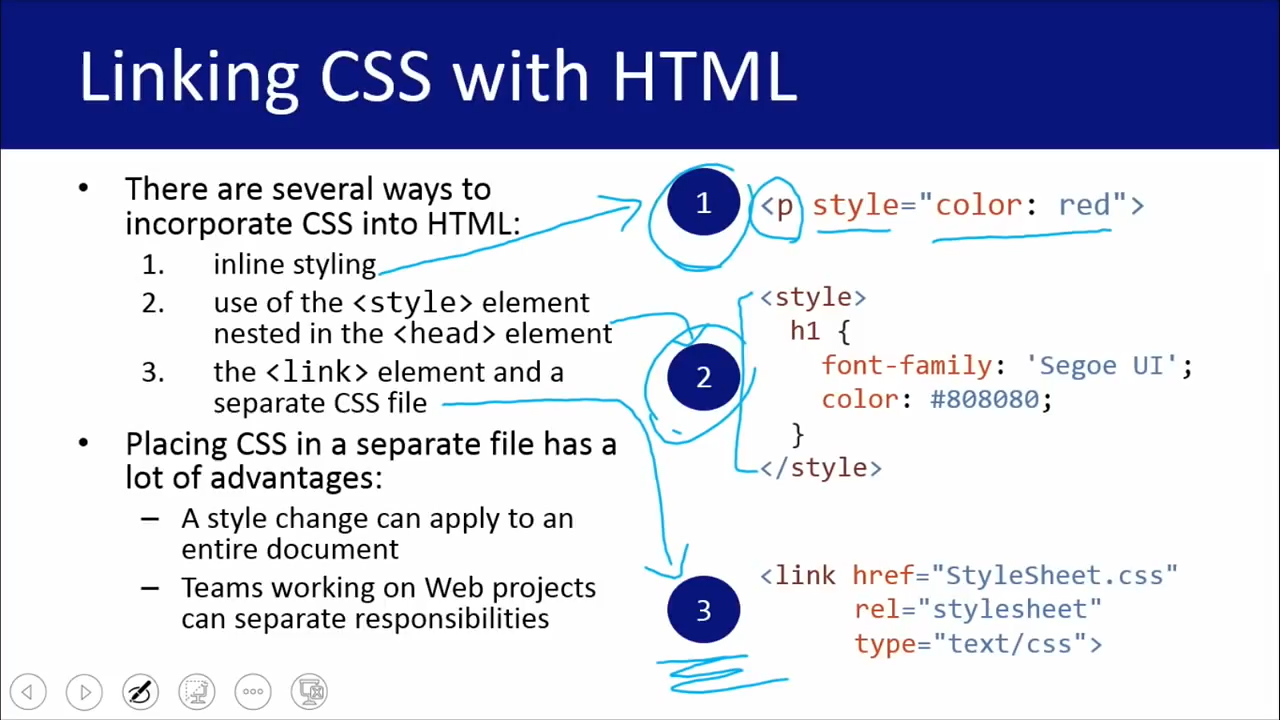 Linking CSS with HTML
• There are several ways to
incorporate CSS into HTML:
1. inline styling
2. use of the <style> element
nested in the <head> element
3. the <link> element and a
separate CSS file
• Placing CSS in a separate file has a
lot of advantages:
– A style change can apply to an
entire document
– Teams working on Web projects
can separate responsibilities
1 <p style="color: red">
2
<style>
h1 {
font-family: 'Segoe UI';
color: #808080;
}
</style>
3
<link href="StyleSheet.css"
rel="stylesheet"
type="text/css">